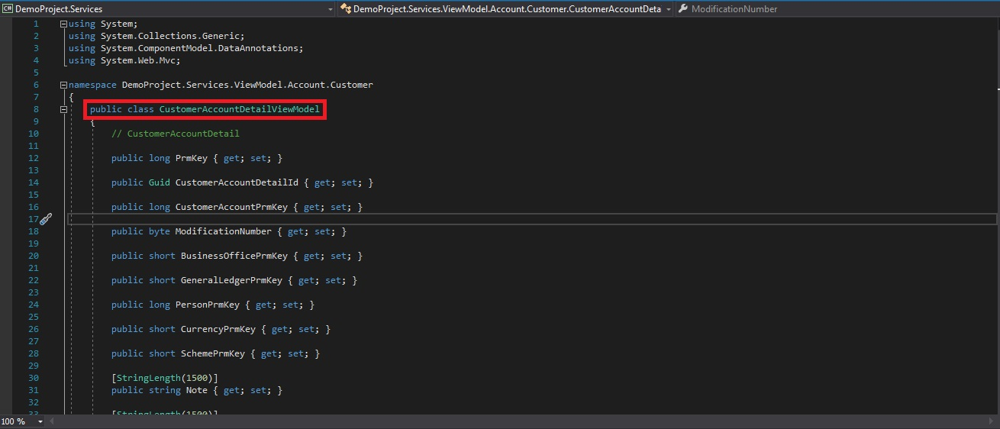 C# DemoProject.Services DemoProject.Services.ViewModel.Account.Customer.CustomerAccountDeta ModificationNumber
1 using System;
2 using System.Collections.Generic;
3 using System.ComponentModel.DataAnnotations;
4 using System.Web.Mvc;
5
6 namespace DemoProject.Services.ViewModel.Account.Customer
7 {
8 public class CustomerAccountDetailViewModel
9 {
10 // CustomerAccountDetail
11
12 public long PrmKey { get; set; }
13
14 public Guid CustomerAccountDetailId { get; set; }
15
16 public long CustomerAccountPrmKey { get; set; }
17
18 public byte ModificationNumber { get; set; }
19
20 public short BusinessOfficePrmKey { get; set; }
21
22 public short GeneralLedgerPrmKey { get; set; }
23
24 public long PersonPrmKey { get; set; }
25
26 public short CurrencyPrmKey { get; set; }
27
28 public short SchemePrmKey { get; set; }
29
30 [StringLength(1500)]
31 public string Note { get; set; }
32
33 [StringLength(1500)]
100 %